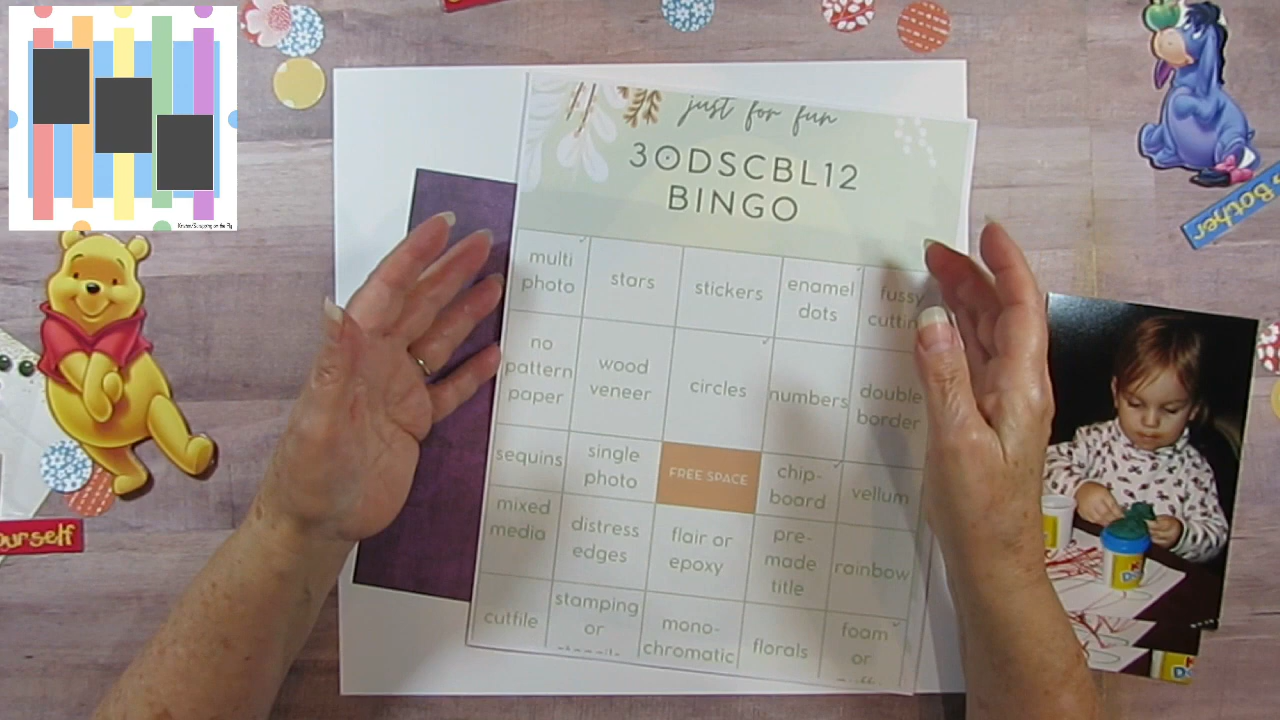 just for fun
3ODSCBL12
BINGO
multi
photo
stars
stickers
enamel
dots
fussy
no
pattern
paper
wood
veneer
circles
numbers
double
border
sequins
single
photo
FREE SPACE
chip-
board
vellum
mixed
media
distress
edges
flair or
epoxy
pre-
made
title
rainbow
cutfile
stamping
or
mono-
chromatic
florals
foam
or
Bother
ourself